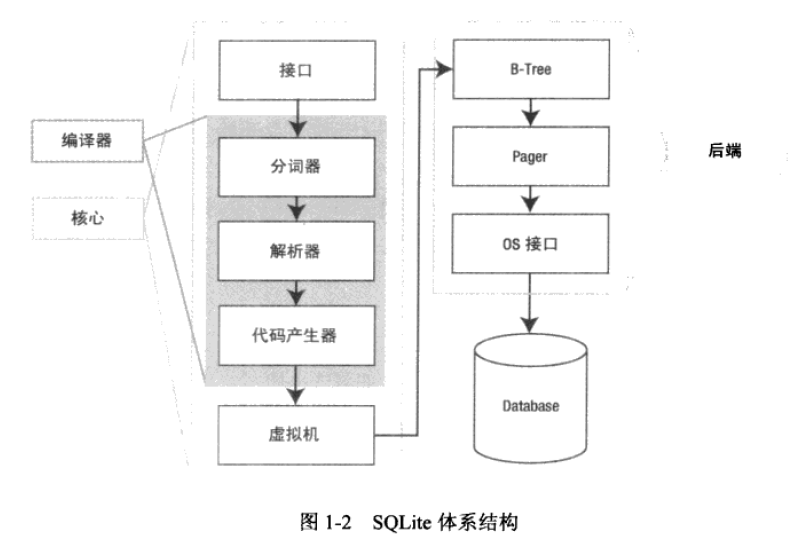 接口
B-Tree
编译器
分词器
Pager
后端
核心
解析器
OS 接口
代码产生器
虚拟机
Database
图 1-2 SQLite 体系结构